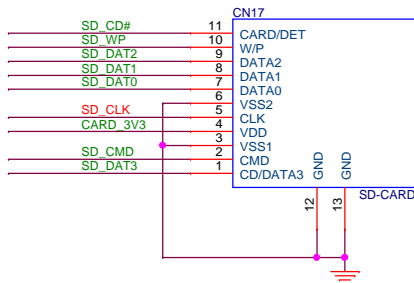 CN17
SD_CD# 11 CARD/DET
SD_WP 10 W/P
SD_DAT2 9 DATA2
SD_DAT1 8 DATA1
SD_DAT0 7 DATA0
6 VSS2
SD_CLK 5 CLK
CARD_3V3 4 VDD
3 VSS1
SD_CMD 2 CMD
SD_DAT3 1 CD/DATA3
GND GND
12 13
SD-CARD